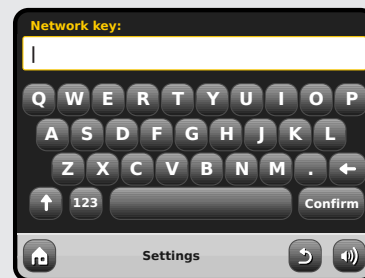 Network key:
Q W E R T Y U I O P
A S D F G H J K L
Z X C V B N M . ←
↑ 123 Confirm
Settings